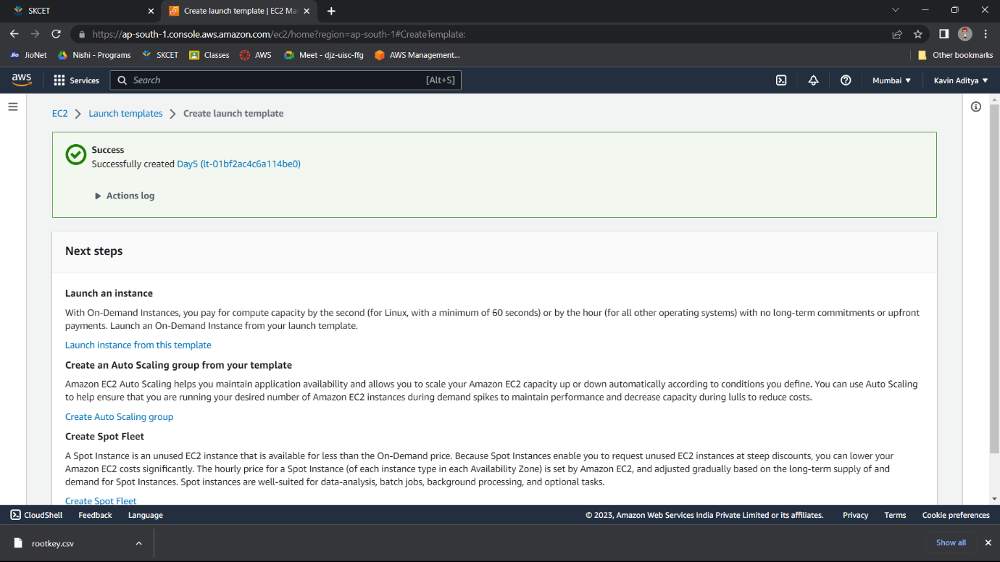 SKCET
Create launch template | EC2 Ma
https://ap-south-1.console.aws.amazon.com/ec2/home?region=ap-south-1#CreateTemplate:
Jio JioNet Nishi - Programs SKCET Classes AWS Meet - djz-uisc-ffg AWS Management... Other bookmarks
aws Services Search [Alt+S] Mumbai Kavin Aditya
EC2 Launch templates Create launch template
Success
Successfully created Day5 (lt-01bf2ac4c6a114be0)
Actions log
Next steps
Launch an instance
With On-Demand Instances, you pay for compute capacity by the second (for Linux, with a minimum of 60 seconds) or by the hour (for all other operating systems) with no long-term commitments or upfront
payments. Launch an On-Demand Instance from your launch template.
Launch instance from this template
Create an Auto Scaling group from your template
Amazon EC2 Auto Scaling helps you maintain application availability and allows you to scale your Amazon EC2 capacity up or down automatically according to conditions you define. You can use Auto Scaling
to help ensure that you are running your desired number of Amazon EC2 instances during demand spikes to maintain performance and decrease capacity during lulls to reduce costs.
Create Auto Scaling group
Create Spot Fleet
A Spot Instance is an unused EC2 instance that is available for less than the On-Demand price. Because Spot Instances enable you to request unused EC2 instances at steep discounts, you can lower your
Amazon EC2 costs significantly. The hourly price for a Spot Instance (of each instance type in each Availability Zone) is set by Amazon EC2, and adjusted gradually based on the long-term supply of and
demand for Spot Instances. Spot instances are well-suited for data-analysis, batch jobs, background processing, and optional tasks.
Create Spot Fleet
CloudShell Feedback Language © 2023, Amazon Web Services India Private Limited or its affiliates. Privacy Terms Cookie preferences
rootkey.csv Show all